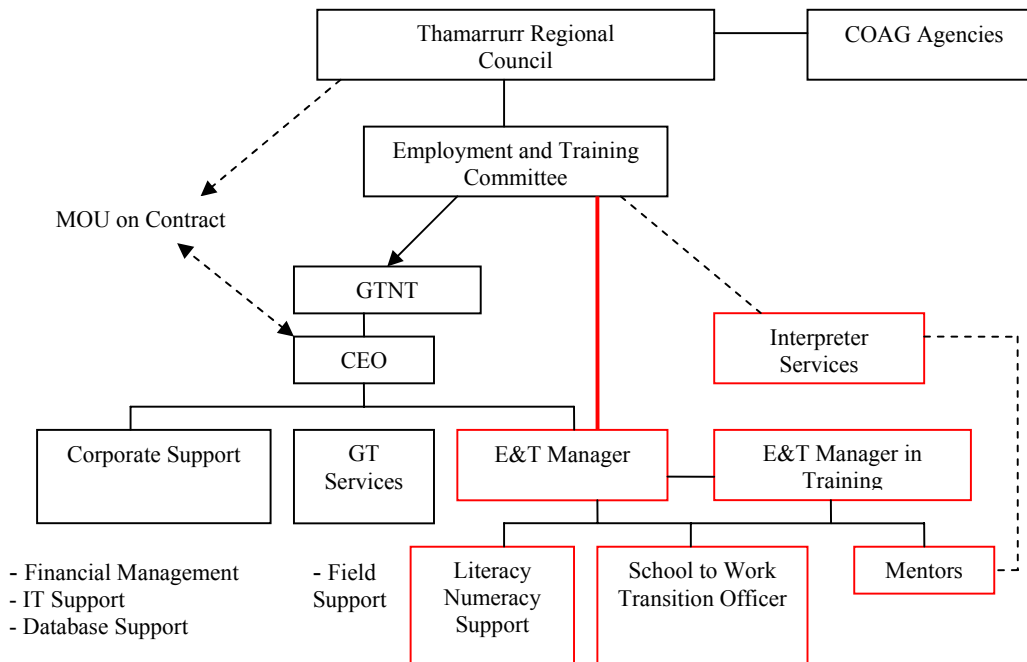 Thamarrurr Regional
Council
COAG Agencies
Employment and Training
Committee
MOU on Contract
GTNT
CEO
Interpreter
Services
Corporate Support
GT
Services
E&T Manager
E&T Manager in
Training
- Financial Management
- IT Support
- Database Support
- Field
Support
Literacy
Numeracy
Support
School to Work
Transition Officer
Mentors